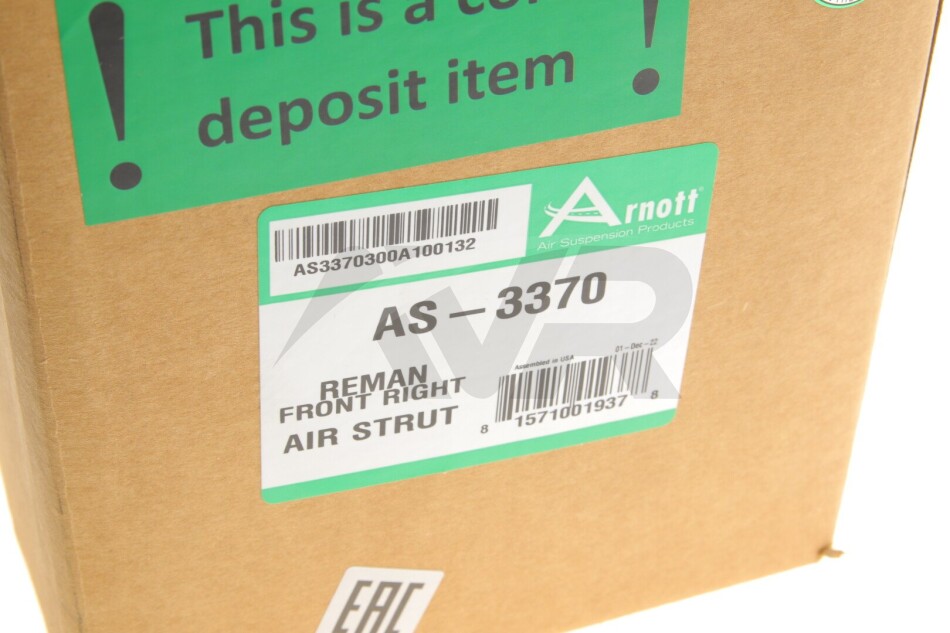 This is a
deposit item
Arnott®
Air Suspension Products
AS3370300A100132
AS-3370
01-Dec-22
Assembled in USA
REMAN
FRONT RIGHT
AIR STRUT
8 1571001937 8
EAC
VR